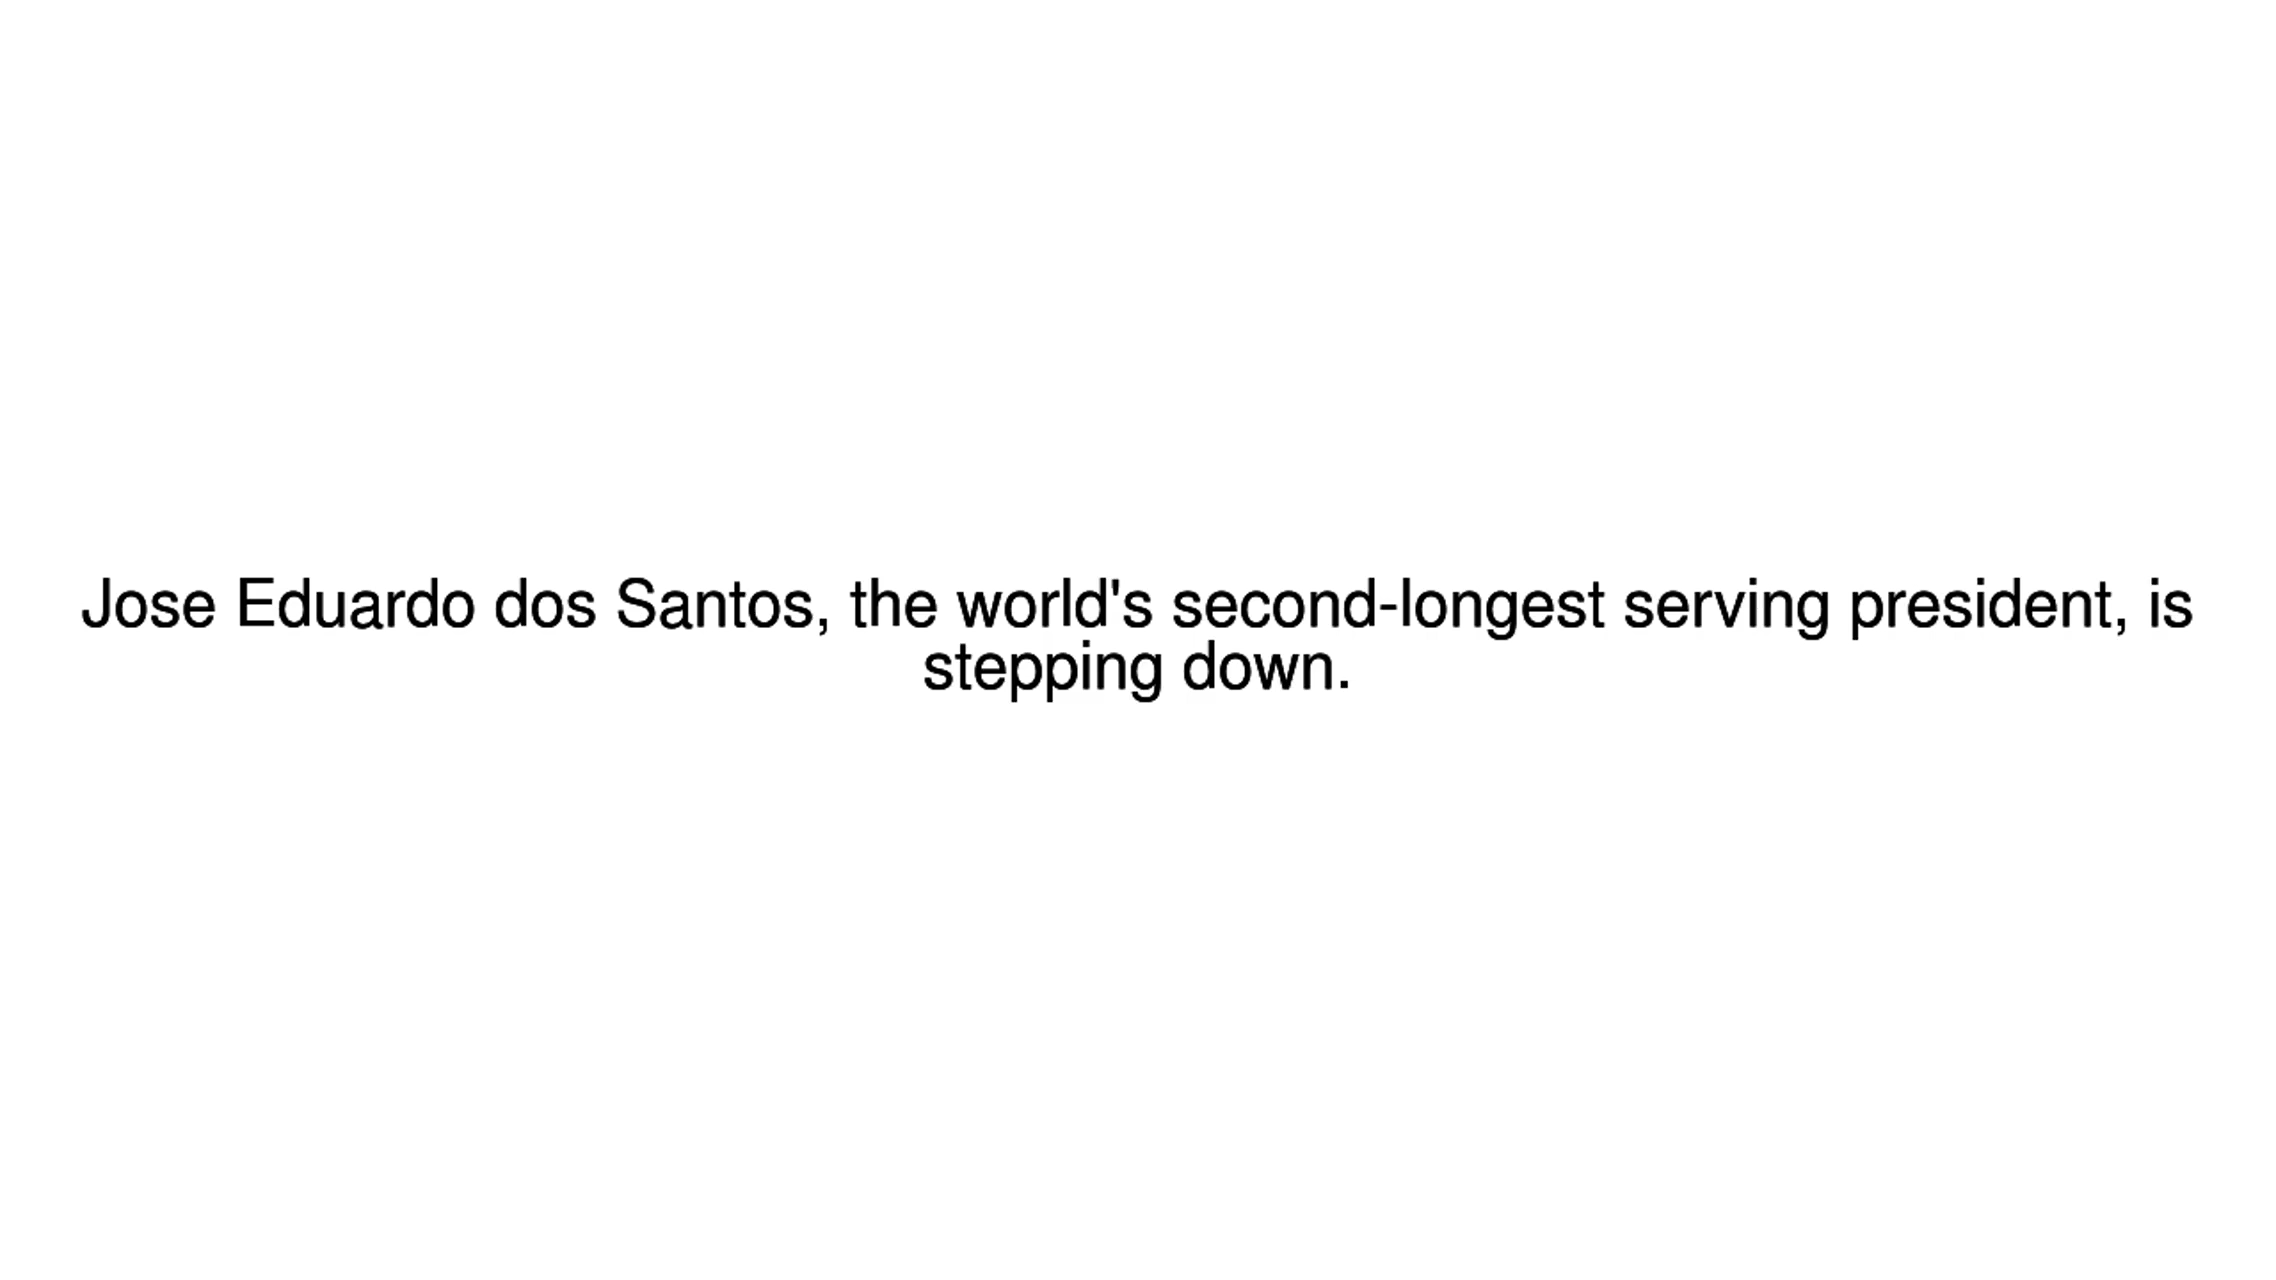 Jose Eduardo dos Santos, the world's second-longest serving president, is
stepping down.